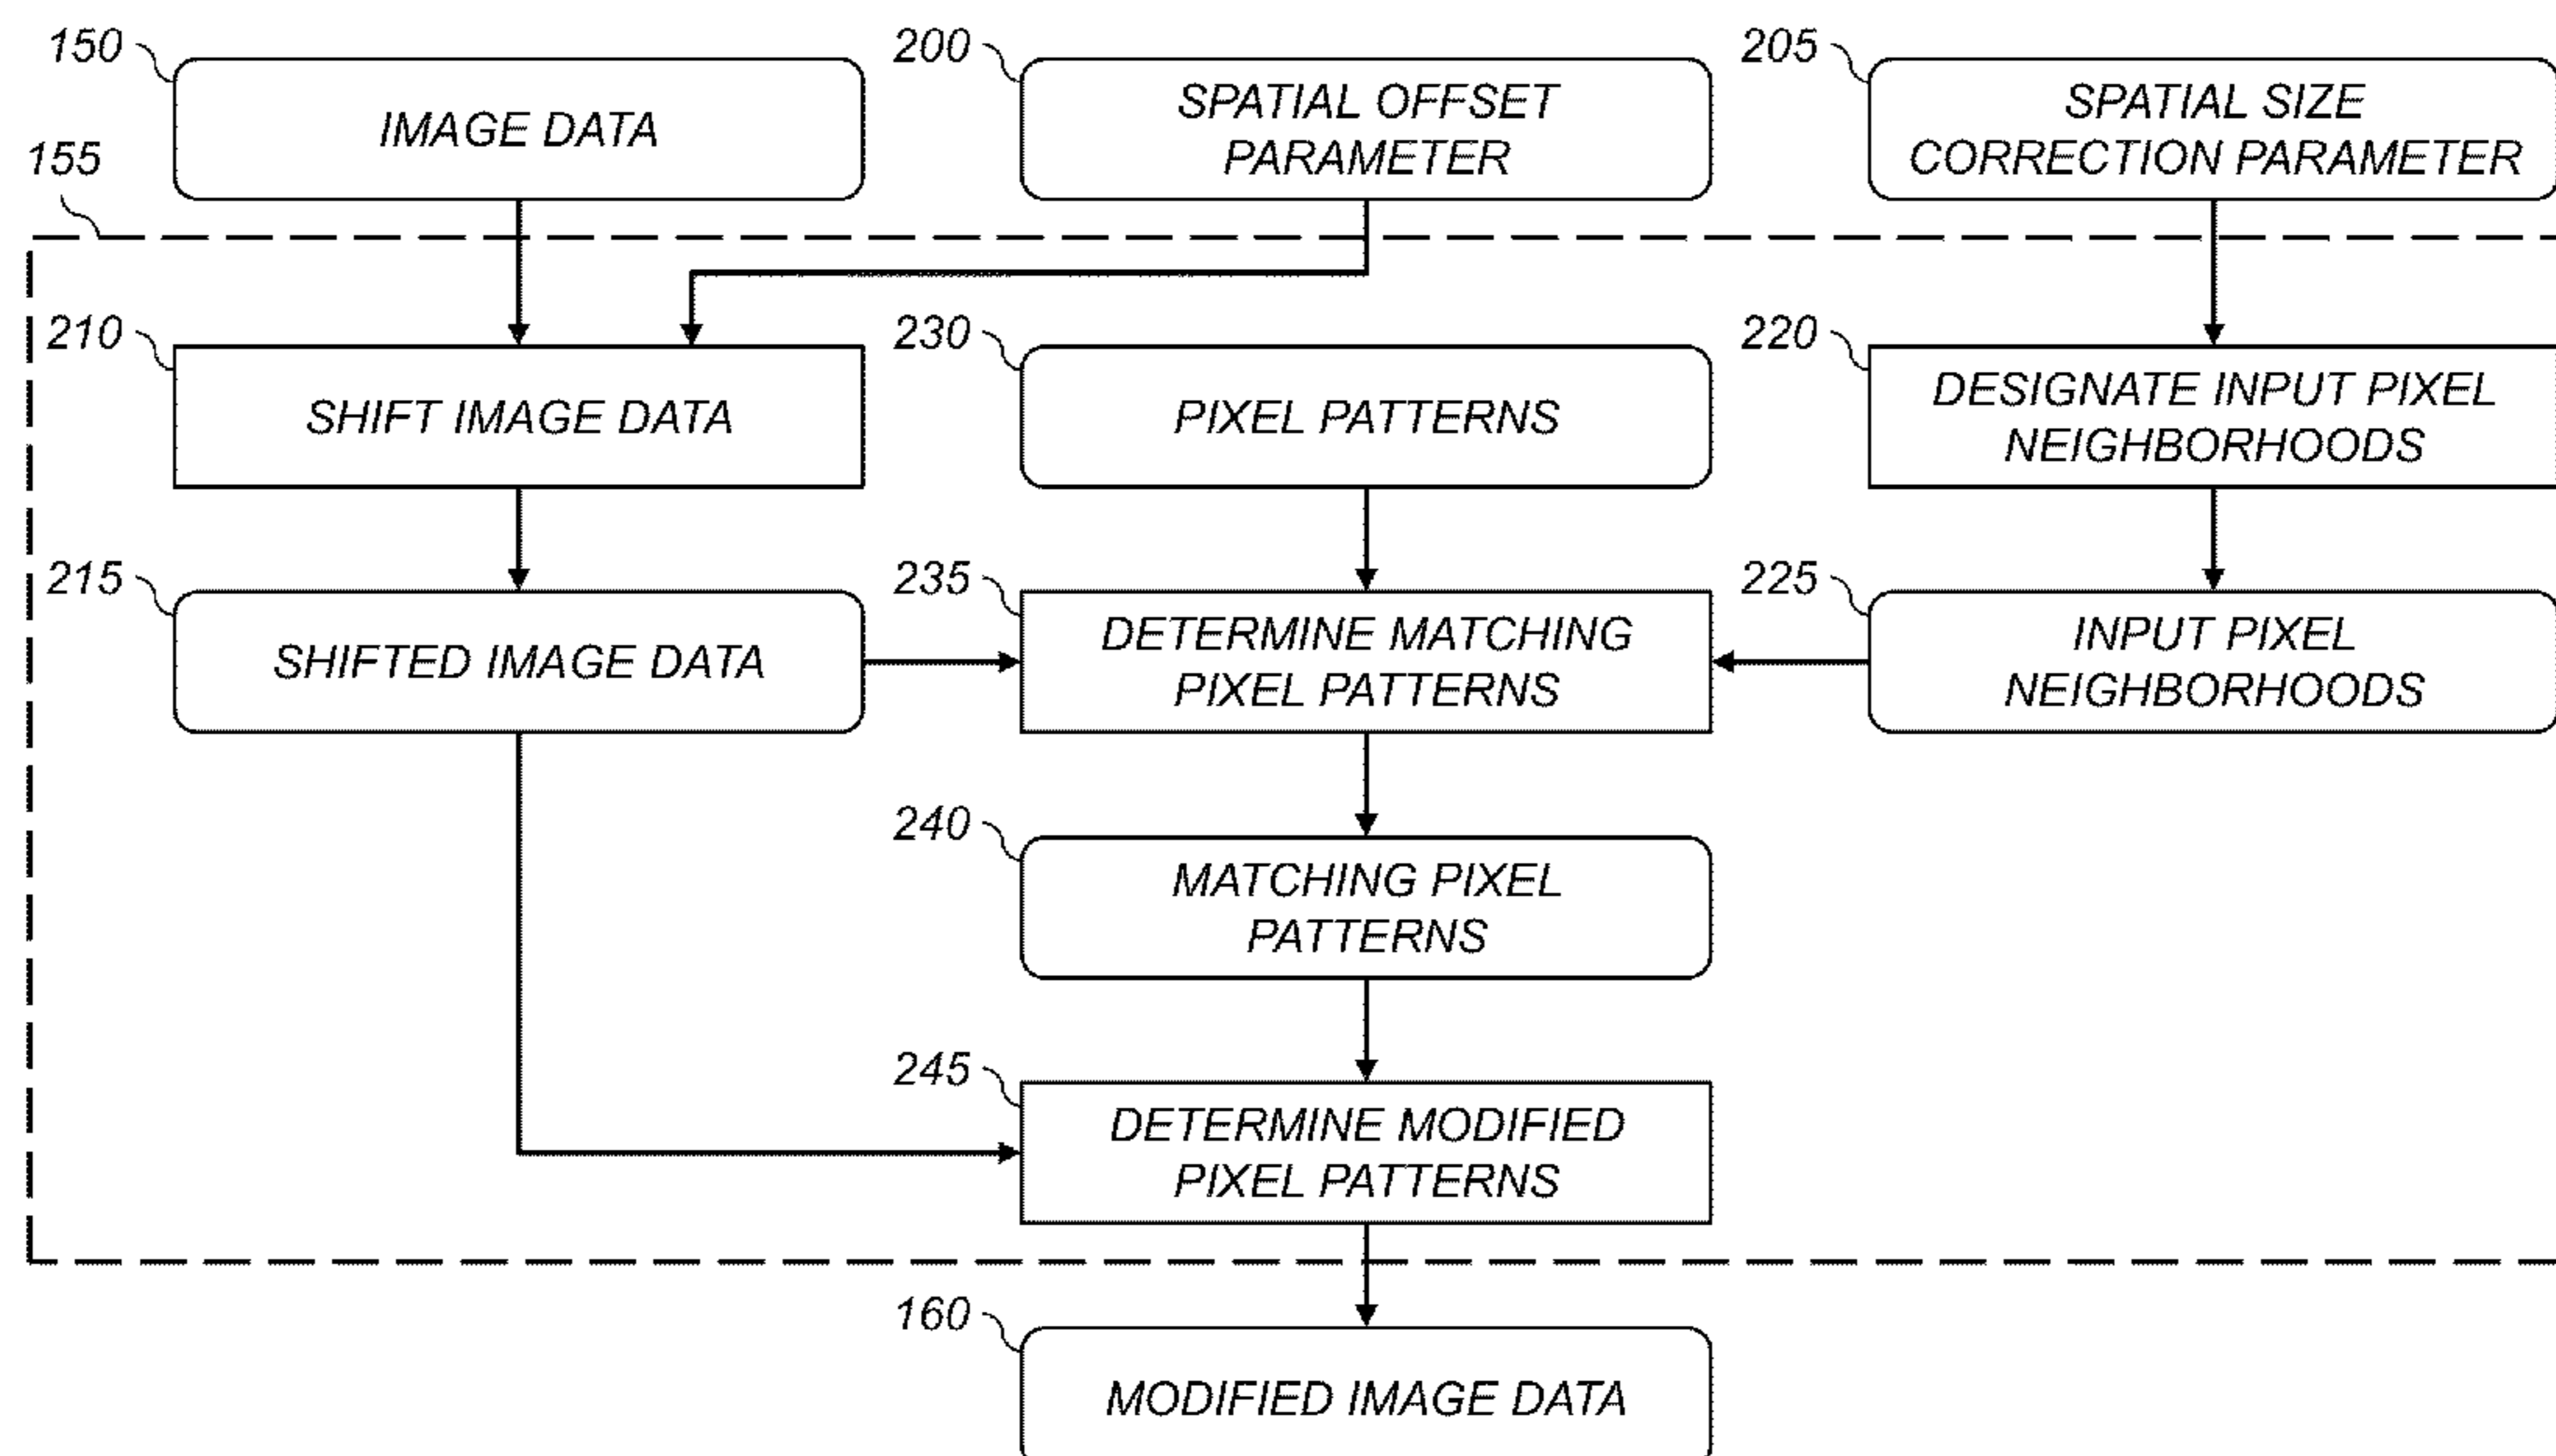 150
IMAGE DATA
200
SPATIAL OFFSET
PARAMETER
205
SPATIAL SIZE
CORRECTION PARAMETER
155
210
SHIFT IMAGE DATA
230
PIXEL PATTERNS
220
DESIGNATE INPUT PIXEL
NEIGHBORHOODS
215
SHIFTED IMAGE DATA
235
DETERMINE MATCHING
PIXEL PATTERNS
225
INPUT PIXEL
NEIGHBORHOODS
240
MATCHING PIXEL
PATTERNS
245
DETERMINE MODIFIED
PIXEL PATTERNS
160
MODIFIED IMAGE DATA